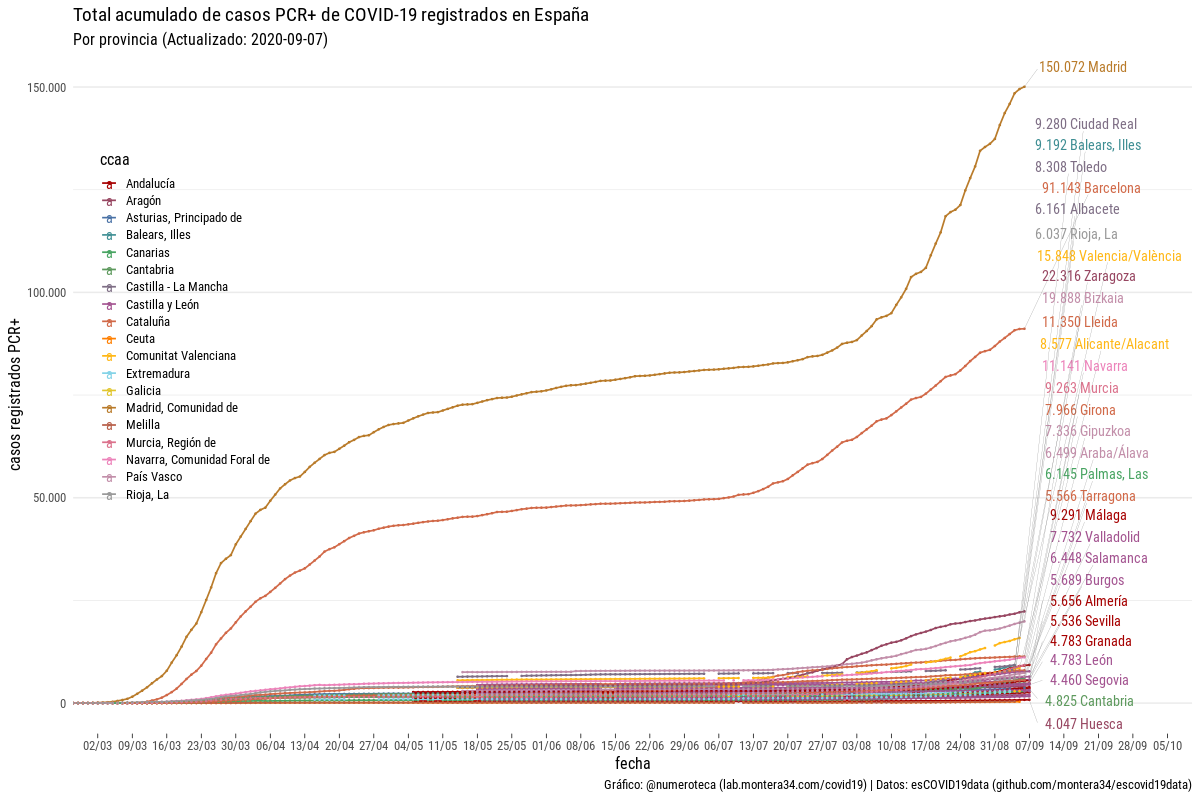 Total acumulado de casos PCR+ de COVID-19 registrados en España
Por provincia (Actualizado: 2020-09-07)
casos registrados PCR+
150.000
100.000
50.000
0
ccaa
a Andalucía
a Aragón
a Asturias, Principado de
a Balears, Illes
a Canarias
a Cantabria
a Castilla - La Mancha
a Castilla y León
a Cataluña
a Ceuta
a Comunitat Valenciana
a Extremadura
a Galicia
a Madrid, Comunidad de
a Melilla
a Murcia, Región de
a Navarra, Comunidad Foral de
a País Vasco
a Rioja, La
150.072 Madrid
9.280 Ciudad Real
9.192 Balears, Illes
8.308 Toledo
91.143 Barcelona
6.161 Albacete
6.037 Rioja, La
15.848 Valencia/València
22.316 Zaragoza
19.888 Bizkaia
11.350 Lleida
8.577 Alicante/Alacant
11.141 Navarra
9.263 Murcia
7.966 Girona
7.336 Gipuzkoa
6.499 Araba/Álava
6.145 Palmas, Las
5.566 Tarragona
9.291 Málaga
7.732 Valladolid
6.448 Salamanca
5.689 Burgos
5.656 Almería
5.536 Sevilla
4.783 Granada
4.783 León
4.460 Segovia
4.825 Cantabria
4.047 Huesca
02/03 09/03 16/03 23/03 30/03 06/04 13/04 20/04 27/04 04/05 11/05 18/05 25/05 01/06 08/06 15/06 22/06 29/06 06/07 13/07 20/07 27/07 03/08 10/08 17/08 24/08 31/08 07/09 14/09 21/09 28/09 05/10
fecha
Gráfico: @numeroteca (lab.montera34.com/covid19) | Datos: esCOVID19data (github.com/montera34/escovid19data)